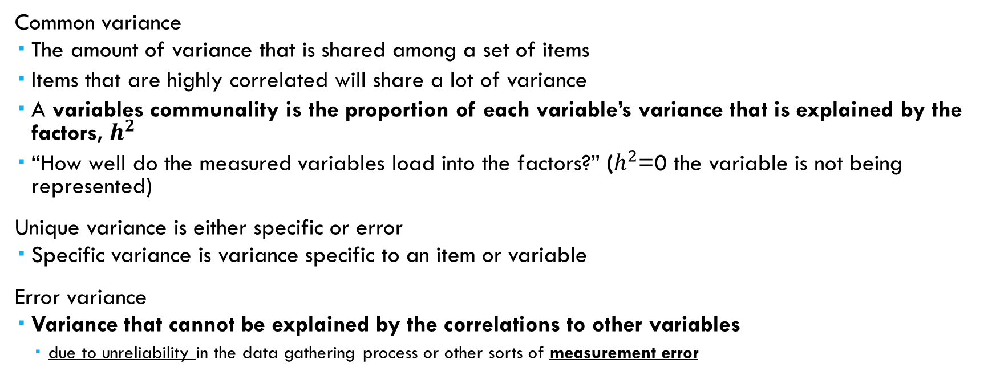 Common variance
▪ The amount of variance that is shared among a set of items
▪ Items that are highly correlated will share a lot of variance
▪ A variables communality is the proportion of each variable’s variance that is explained by the
factors, h²
▪ “How well do the measured variables load into the factors?” (h²=0 the variable is not being
represented)
Unique variance is either specific or error
▪ Specific variance is variance specific to an item or variable
Error variance
▪ Variance that cannot be explained by the correlations to other variables
▪ due to unreliability in the data gathering process or other sorts of measurement error